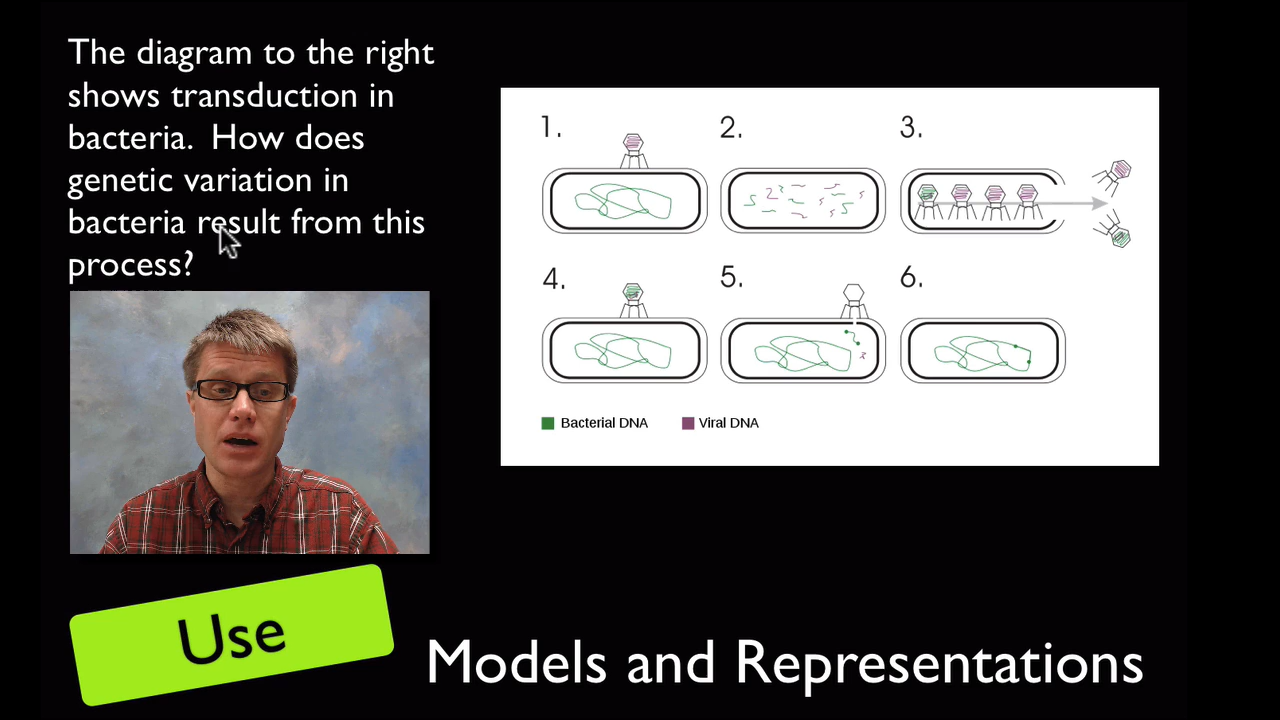 The diagram to the right
shows transduction in
bacteria. How does
genetic variation in
bacteria result from this
process?
1.
2.
3.
4.
5.
6.
Bacterial DNA
Viral DNA
Use
Models and Representations